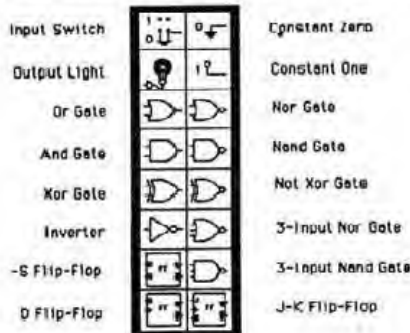 Input Switch
Constant Zero
Output Light
Constant One
Or Gate
Nor Gate
And Gate
Nand Gate
Xor Gate
Not Xor Gate
Inverter
3-Input Nor Gate
-S Flip-Flop
3-Input Nand Gate
D Flip-Flop
J-K Flip-Flop